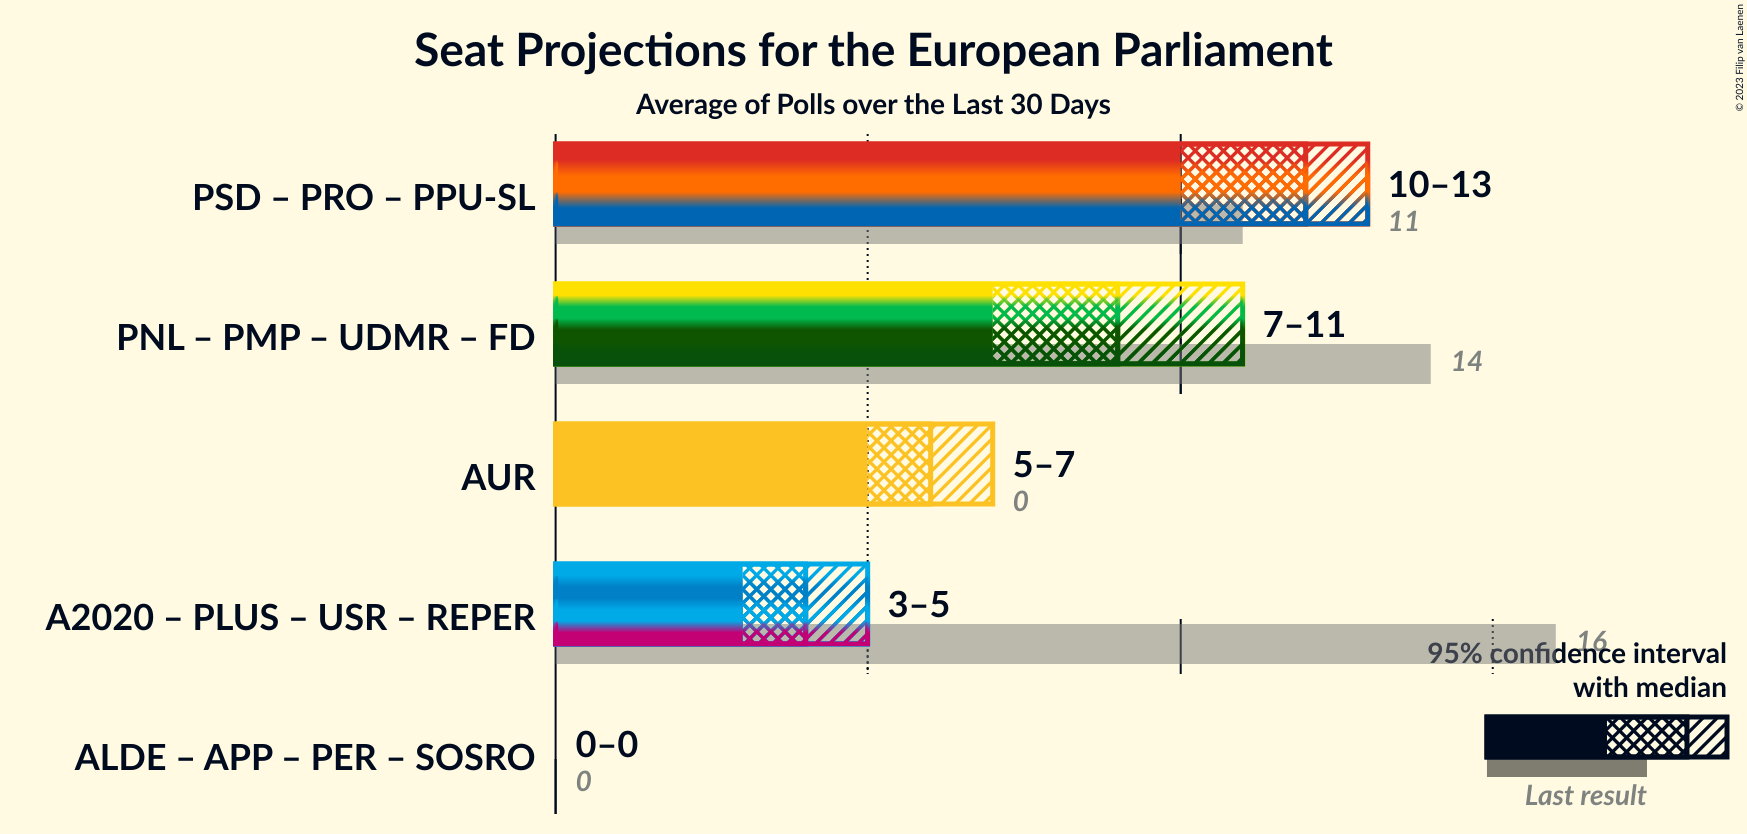 Seat Projections for the European Parliament
Average of Polls over the Last 30 Days
© 2023 Filip van Laenen
PSD – PRO – PPU-SL
10–13
11
PNL – PMP – UDMR – FD
7–11
14
AUR
5–7
0
A2020 – PLUS – USR – REPER
3–5
16
ALDE – APP – PER – SOSRO
0–0
0
95% confidence interval
with median
Last result